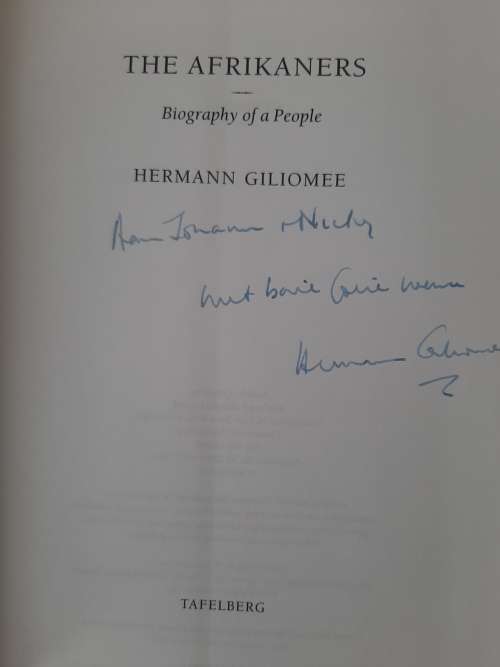 THE AFRIKANERS
Biography of a People
HERMANN GILIOMEE
Aan Johann + Nicky
met baie goeie wense
Hermann Giliomee
TAFELBERG